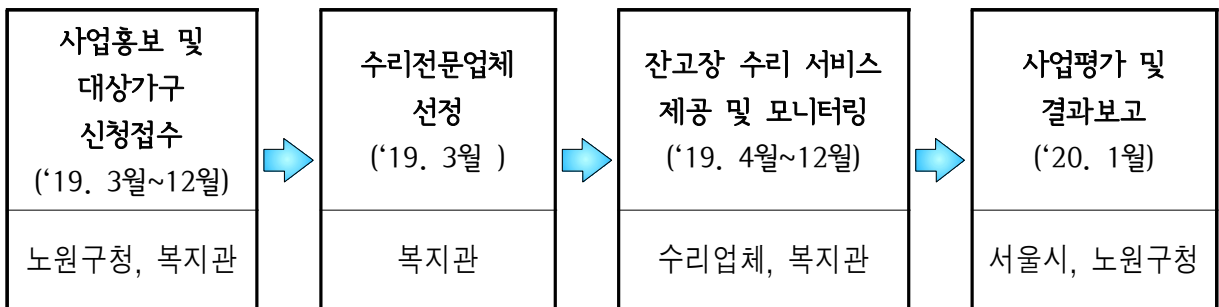 사업홍보 및
대상가구
신청접수
(‘19. 3월~12월)
노원구청, 복지관
수리전문업체
선정
(‘19. 3월 )
복지관
잔고장 수리 서비스
제공 및 모니터링
(‘19. 4월~12월)
수리업체, 복지관
사업평가 및
결과보고
(‘20. 1월)
서울시, 노원구청